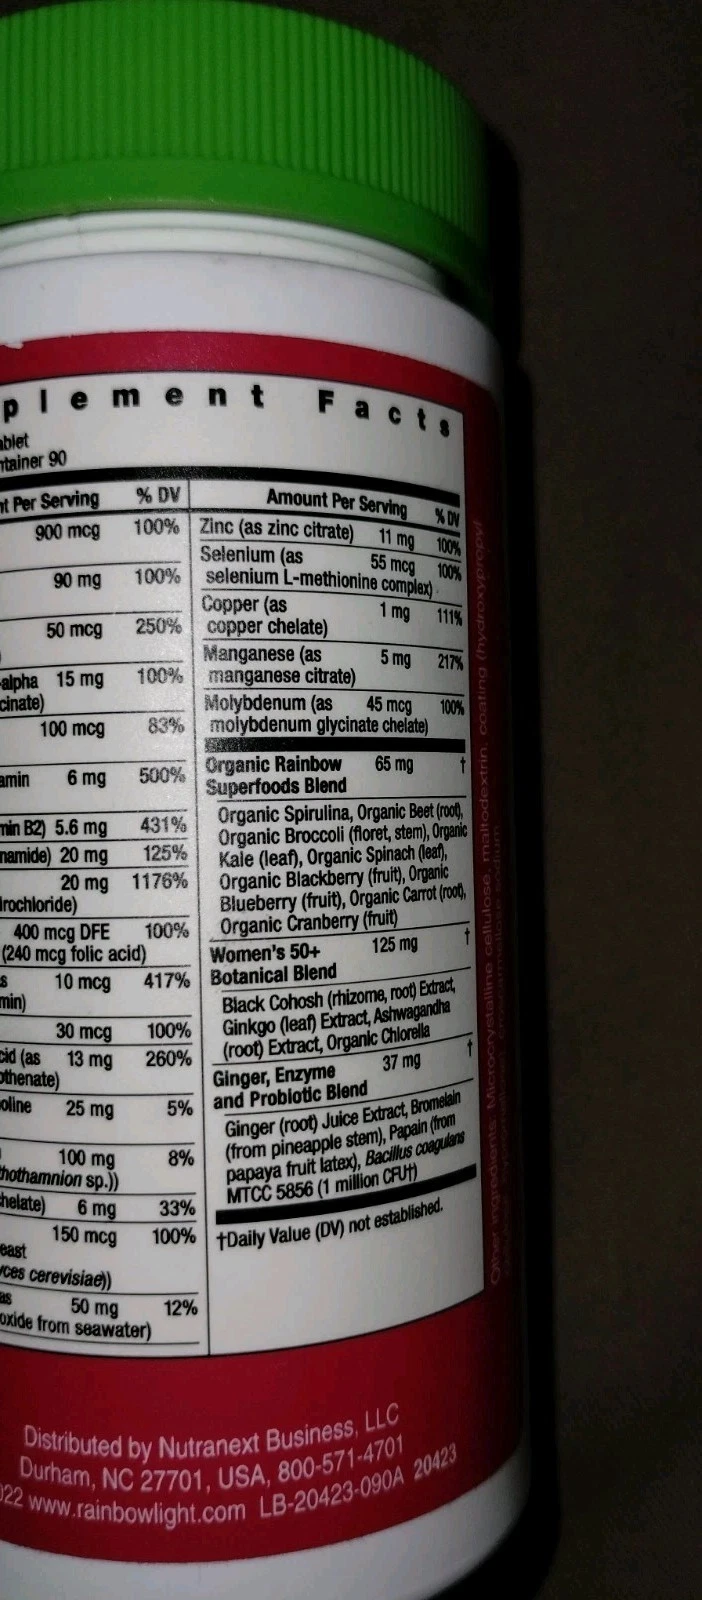 plement Facts
ablet
ntainer 90
nt Per Serving % DV
900 mcg 100%
90 mg 100%
50 mcg 250%
-alpha 15 mg 100%
cinate)
100 mcg 83%
amin 6 mg 500%
min B2) 5.6 mg 431%
namide) 20 mg 125%
20 mg 1176%
drochloride)
400 mcg DFE 100%
(240 mcg folic acid)
s 10 mcg 417%
min)
30 mcg 100%
cid (as 13 mg 260%
othenate)
oline 25 mg 5%
100 mg 8%
hothamnion sp.))
helate) 6 mg 33%
150 mcg 100%
east
yces cerevisiae))
as 50 mg 12%
oxide from seawater)
Amount Per Serving % DV
Zinc (as zinc citrate) 11 mg 100%
Selenium (as 55 mcg 100%
selenium L-methionine complex)
Copper (as 1 mg 111%
copper chelate)
Manganese (as 5 mg 217%
manganese citrate)
Molybdenum (as 45 mcg 100%
molybdenum glycinate chelate)
Organic Rainbow 65 mg †
Superfoods Blend
Organic Spirulina, Organic Beet (root),
Organic Broccoli (floret, stem), Organic
Kale (leaf), Organic Spinach (leaf),
Organic Blackberry (fruit), Organic
Blueberry (fruit), Organic Carrot (root),
Organic Cranberry (fruit)
Women's 50+ 125 mg †
Botanical Blend
Black Cohosh (rhizome, root) Extract,
Ginkgo (leaf) Extract, Ashwagandha
(root) Extract, Organic Chlorella
Ginger, Enzyme 37 mg †
and Probiotic Blend
Ginger (root) Juice Extract, Bromelain
(from pineapple stem), Papain (from
papaya fruit latex), Bacillus coagulans
MTCC 5856 (1 million CFU†)
†Daily Value (DV) not established.
Other ingredients: Microcrystalline cellulose, maltodextrin, coating (hydroxypropyl
croscarmellose sodium
Distributed by Nutranext Business, LLC
Durham, NC 27701, USA, 800-571-4701
022 www.rainbowlight.com LB-20423-090A 20423